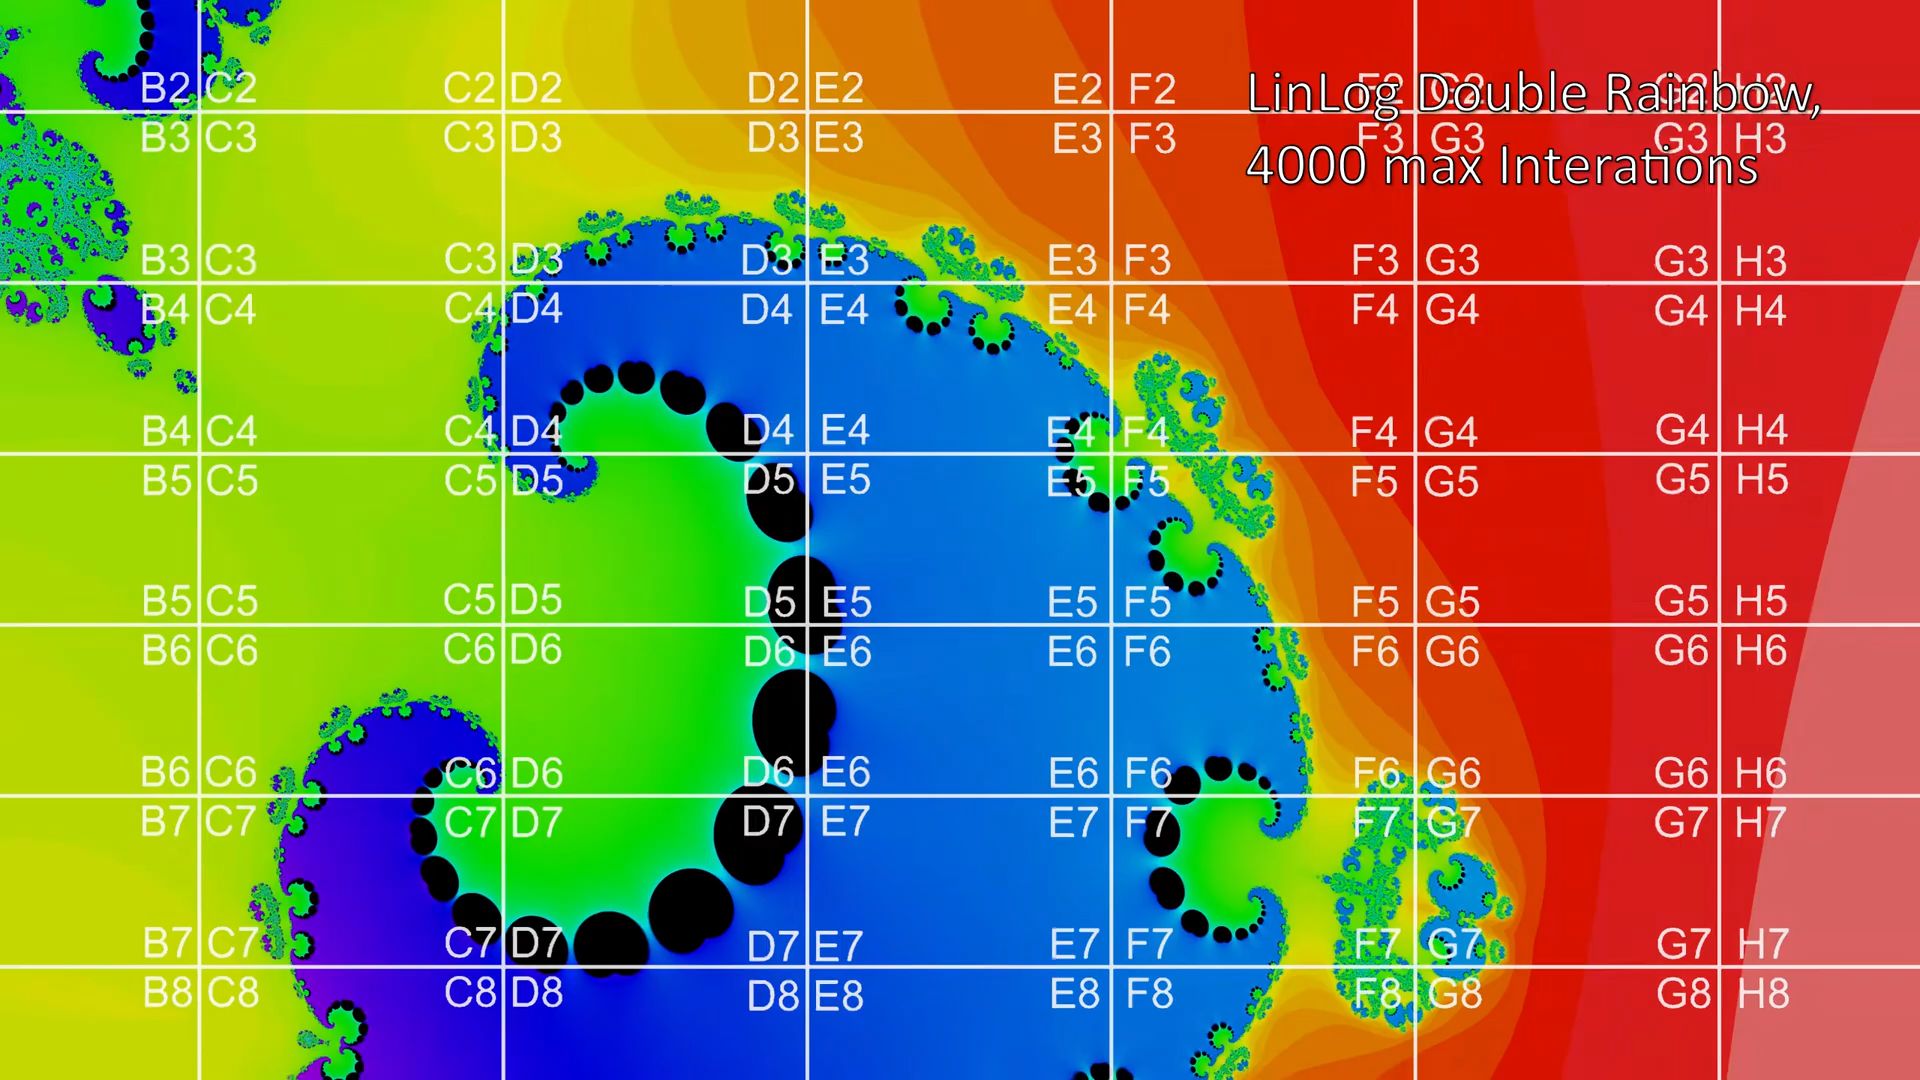 B2 C2 C2 D2 D2 E2 E2 F2 F2 G2 G2 H2
LinLog Double Rainbow,
B3 C3 C3 D3 D3 E3 E3 F3 F3 G3 G3 H3
4000 max Interations
B3 C3 C3 D3 D3 E3 E3 F3 F3 G3 G3 H3
B4 C4 C4 D4 D4 E4 E4 F4 F4 G4 G4 H4
B4 C4 C4 D4 D4 E4 E4 F4 F4 G4 G4 H4
B5 C5 C5 D5 D5 E5 E5 F5 F5 G5 G5 H5
B5 C5 C5 D5 D5 E5 E5 F5 F5 G5 G5 H5
B6 C6 C6 D6 D6 E6 E6 F6 F6 G6 G6 H6
B6 C6 C6 D6 D6 E6 E6 F6 F6 G6 G6 H6
B7 C7 C7 D7 D7 E7 E7 F7 F7 G7 G7 H7
B7 C7 C7 D7 D7 E7 E7 F7 F7 G7 G7 H7
B8 C8 C8 D8 D8 E8 E8 F8 F8 G8 G8 H8